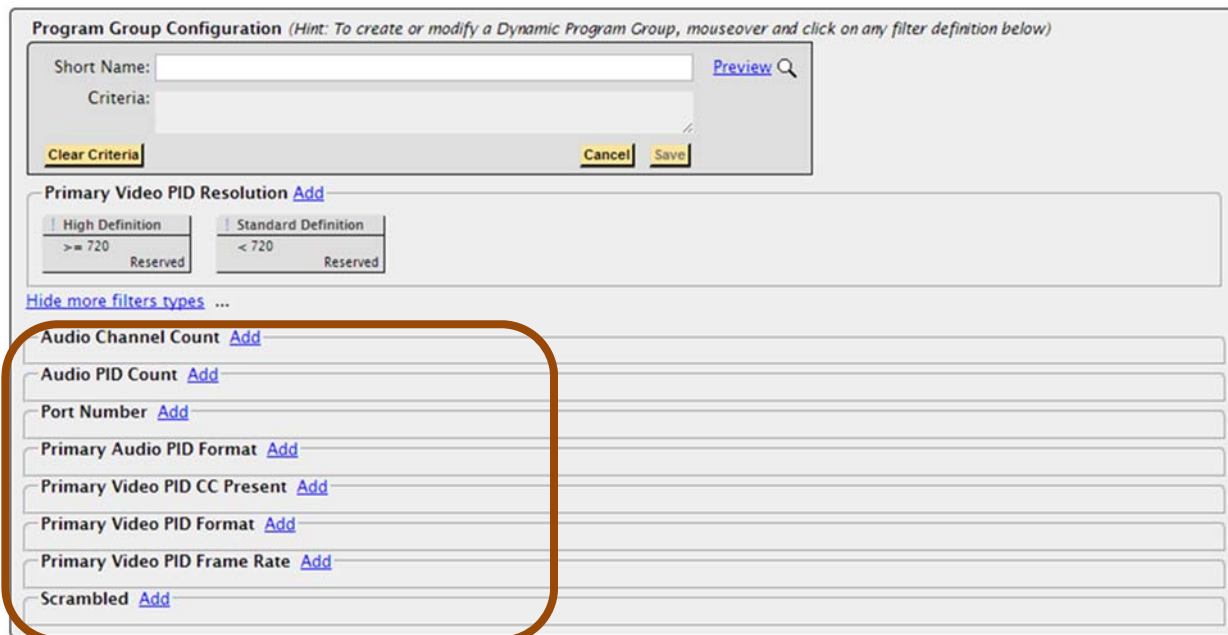 Program Group Configuration (Hint: To create or modify a Dynamic Program Group, mouseover and click on any filter definition below)
Short Name: Preview
Criteria:
Clear Criteria Cancel Save
Primary Video PID Resolution Add
! High Definition ! Standard Definition
>= 720 < 720
Reserved Reserved
Hide more filters types ...
Audio Channel Count Add
Audio PID Count Add
Port Number Add
Primary Audio PID Format Add
Primary Video PID CC Present Add
Primary Video PID Format Add
Primary Video PID Frame Rate Add
Scrambled Add